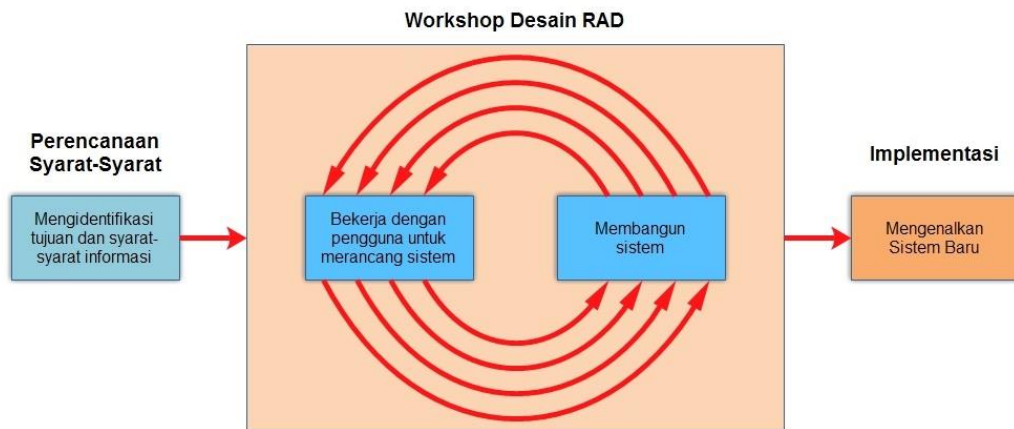 Workshop Desain RAD
Perencanaan
Syarat-Syarat
Mengidentifikasi
tujuan dan syarat-
syarat informasi
Bekerja dengan
pengguna untuk
merancang sistem
Membangun
sistem
Implementasi
Mengenalkan
Sistem Baru